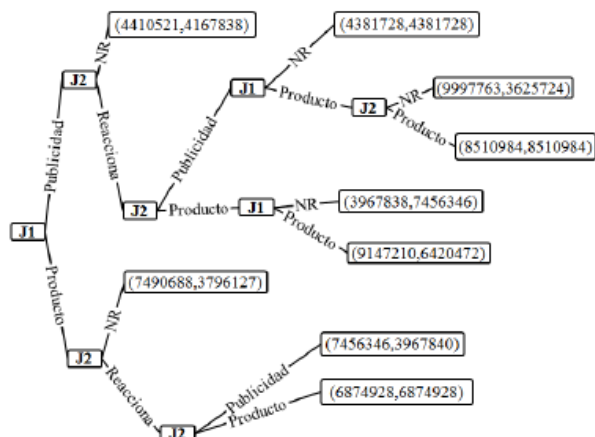 (4410521,4167838)
(4381728,4381728)
NR
NR
J2
J1
Producto
J2
NR
(9997763,3625724)
Publicidad
Reacciona
Publicidad
Producto
(8510984,8510984)
J2
Producto
J1
NR
(3967838,7456346)
J1
Producto
(9147210,6420472)
Producto
(7490688,3796127)
NR
J2
Publicidad
(7456346,3967840)
Reacciona
Producto
(6874928,6874928)
J2